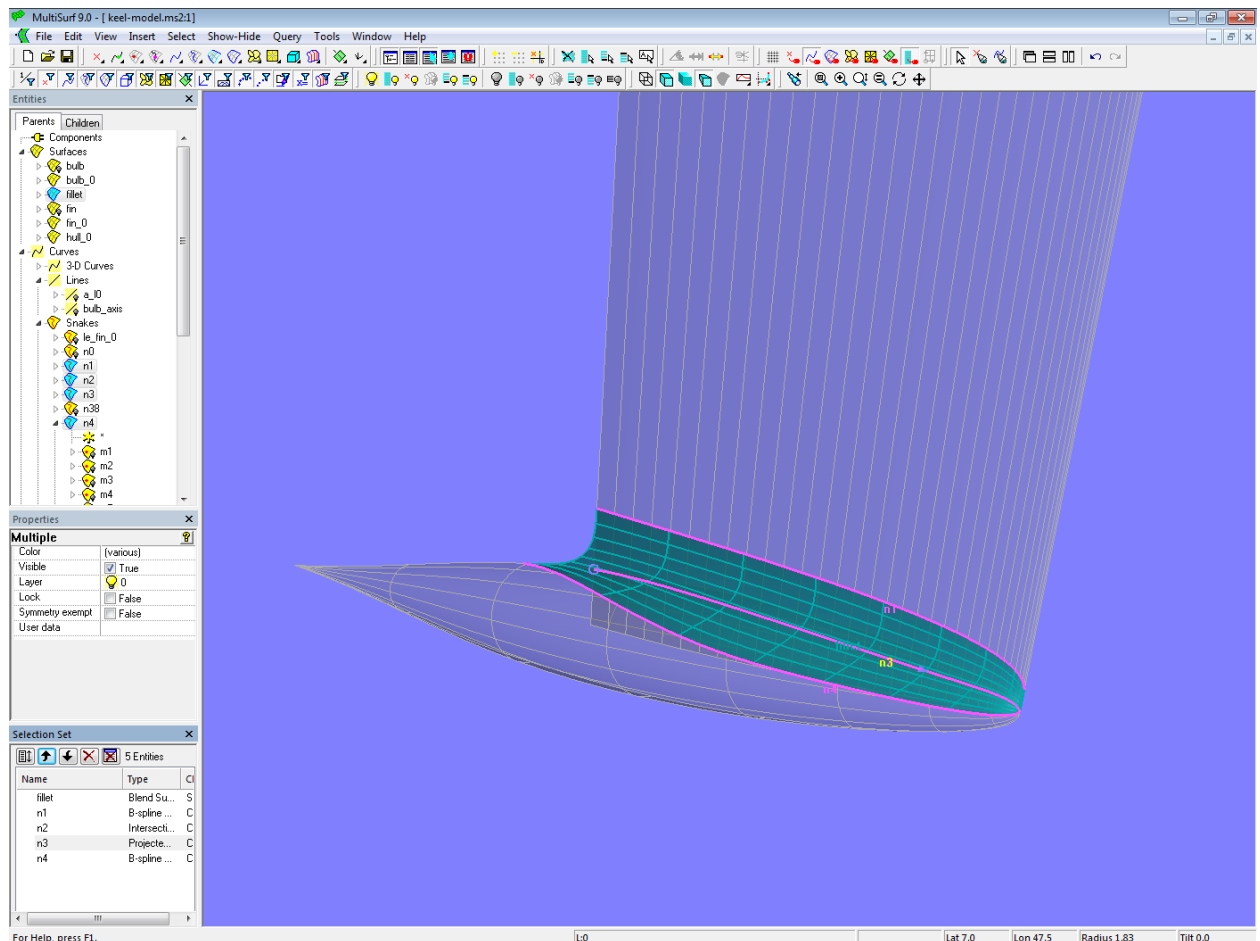 MultiSurf 9.0 - [ keel-model.ms2:1]
File Edit View Insert Select Show-Hide Query Tools Window Help
Entities
Parents Children
Components
Surfaces
bulb
bulb_0
fillet
fin
fin_0
hull_0
Curves
3-D Curves
Lines
a_l0
bulb_axis
Snakes
le_fin_0
n0
n1
n2
n3
n38
n4
*
m1
m2
m3
m4
Properties
Multiple
Color (various)
Visible True
Layer 0
Lock False
Symmetry exempt False
User data
Selection Set
5 Entities
Name Type Cl
fillet Blend Su... S
n1 B-spline ... C
n2 Intersecti... C
n3 Projecte... C
n4 B-spline ... C
n1
n3
n4
For Help, press F1. L:0 Lat 7.0 Lon 47.5 Radius 1.83 Tilt 0.0